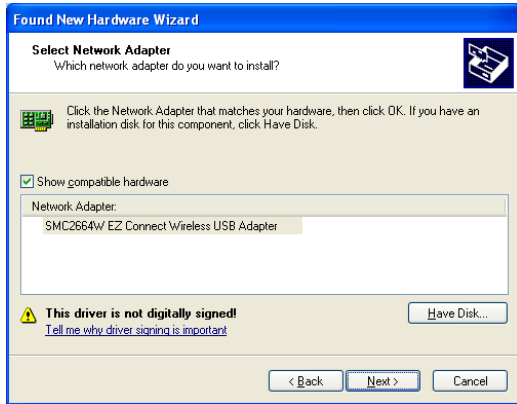 Found New Hardware Wizard
Select Network Adapter
Which network adapter do you want to install?
Click the Network Adapter that matches your hardware, then click OK. If you have an
installation disk for this component, click Have Disk.
Show compatible hardware
Network Adapter:
SMC2664W EZ Connect Wireless USB Adapter
This driver is not digitally signed!
Have Disk...
Tell me why driver signing is important
< Back
Next >
Cancel